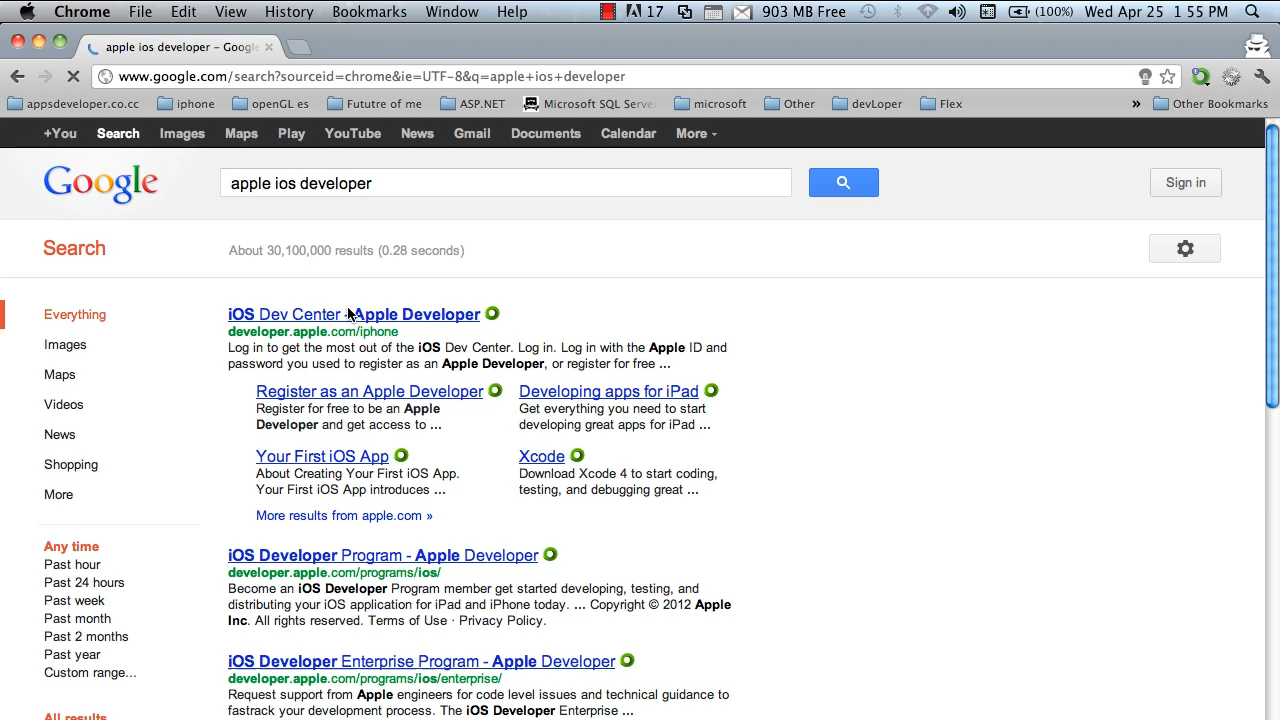 Chrome File Edit View History Bookmarks Window Help 17 903 MB Free (100%) Wed Apr 25 1 55 PM
apple ios developer – Google
www.google.com/search?sourceid=chrome&ie=UTF-8&q=apple+ios+developer
appsdeveloper.co.cc iphone openGL es Fututre of me ASP.NET Microsoft SQL Serve microsoft Other devLoper Flex » Other Bookmarks
+You Search Images Maps Play YouTube News Gmail Documents Calendar More
Google
apple ios developer
Sign in
Search
About 30,100,000 results (0.28 seconds)
Everything
Images
Maps
Videos
News
Shopping
More
Any time
Past hour
Past 24 hours
Past week
Past month
Past 2 months
Past year
Custom range...
All results
iOS Dev Center - Apple Developer
developer.apple.com/iphone
Log in to get the most out of the iOS Dev Center. Log in. Log in with the Apple ID and
password you used to register as an Apple Developer, or register for free ...
Register as an Apple Developer
Register for free to be an Apple
Developer and get access to ...
Developing apps for iPad
Get everything you need to start
developing great apps for iPad ...
Your First iOS App
About Creating Your First iOS App.
Your First iOS App introduces ...
Xcode
Download Xcode 4 to start coding,
testing, and debugging great ...
More results from apple.com »
iOS Developer Program - Apple Developer
developer.apple.com/programs/ios/
Become an iOS Developer Program member get started developing, testing, and
distributing your iOS application for iPad and iPhone today. ... Copyright © 2012 Apple
Inc. All rights reserved. Terms of Use · Privacy Policy.
iOS Developer Enterprise Program - Apple Developer
developer.apple.com/programs/ios/enterprise/
Request support from Apple engineers for code level issues and technical guidance to
fastrack your development process. The iOS Developer Enterprise ...